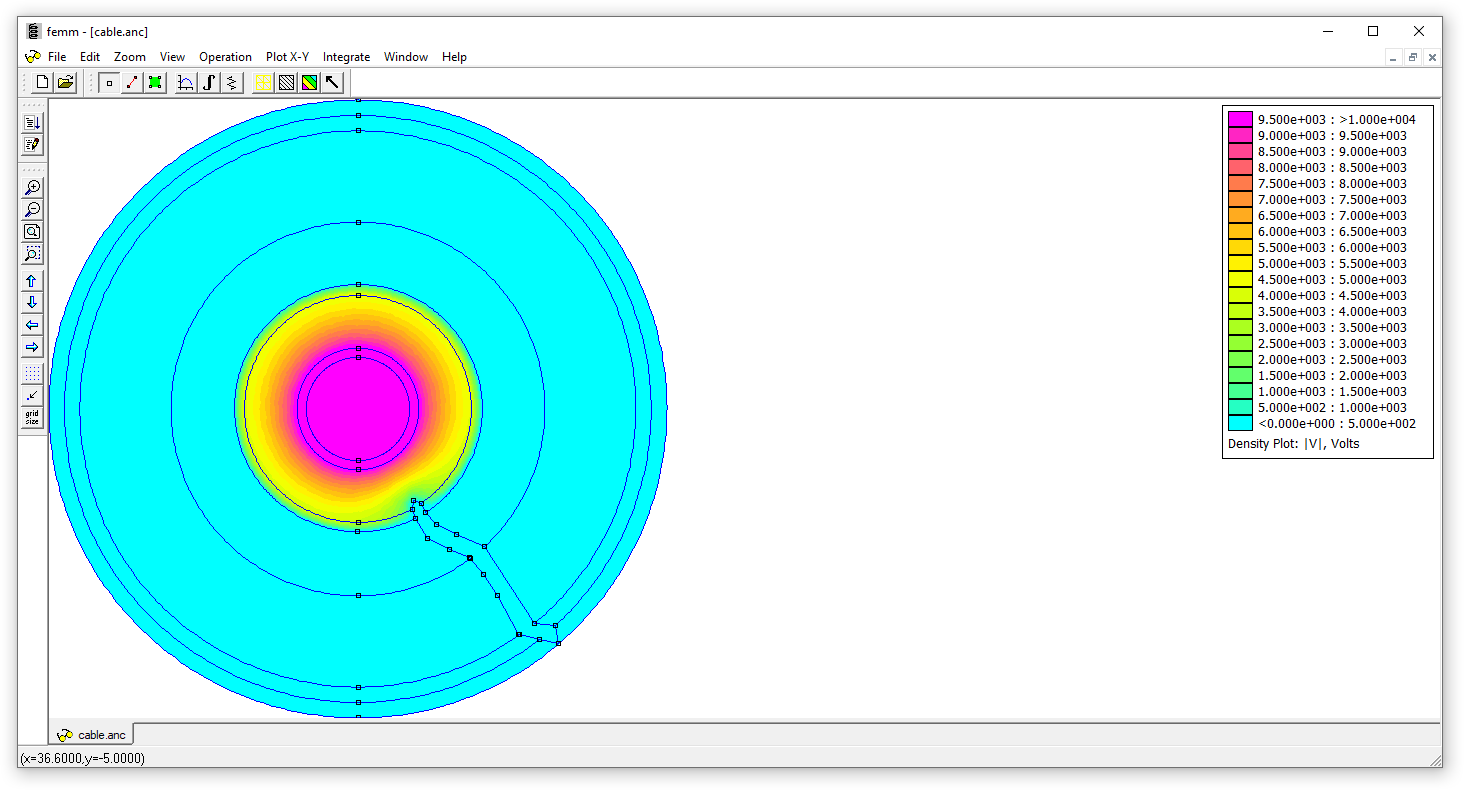 femm - [cable.anc]
File Edit Zoom View Operation Plot X-Y Integrate Window Help
grid
size
9.500e+003 : >1.000e+004
9.000e+003 : 9.500e+003
8.500e+003 : 9.000e+003
8.000e+003 : 8.500e+003
7.500e+003 : 8.000e+003
7.000e+003 : 7.500e+003
6.500e+003 : 7.000e+003
6.000e+003 : 6.500e+003
5.500e+003 : 6.000e+003
5.000e+003 : 5.500e+003
4.500e+003 : 5.000e+003
4.000e+003 : 4.500e+003
3.500e+003 : 4.000e+003
3.000e+003 : 3.500e+003
2.500e+003 : 3.000e+003
2.000e+003 : 2.500e+003
1.500e+003 : 2.000e+003
1.000e+003 : 1.500e+003
5.000e+002 : 1.000e+003
<0.000e+000 : 5.000e+002
Density Plot: |V|, Volts
cable.anc
(x=36.6000,y=-5.0000)